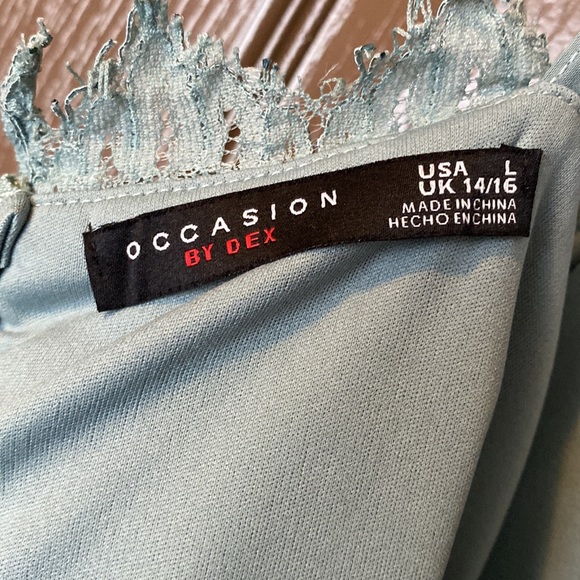 OCCASION
BY DEX
USA L
UK 14/16
MADE IN CHINA
HECHO EN CHINA